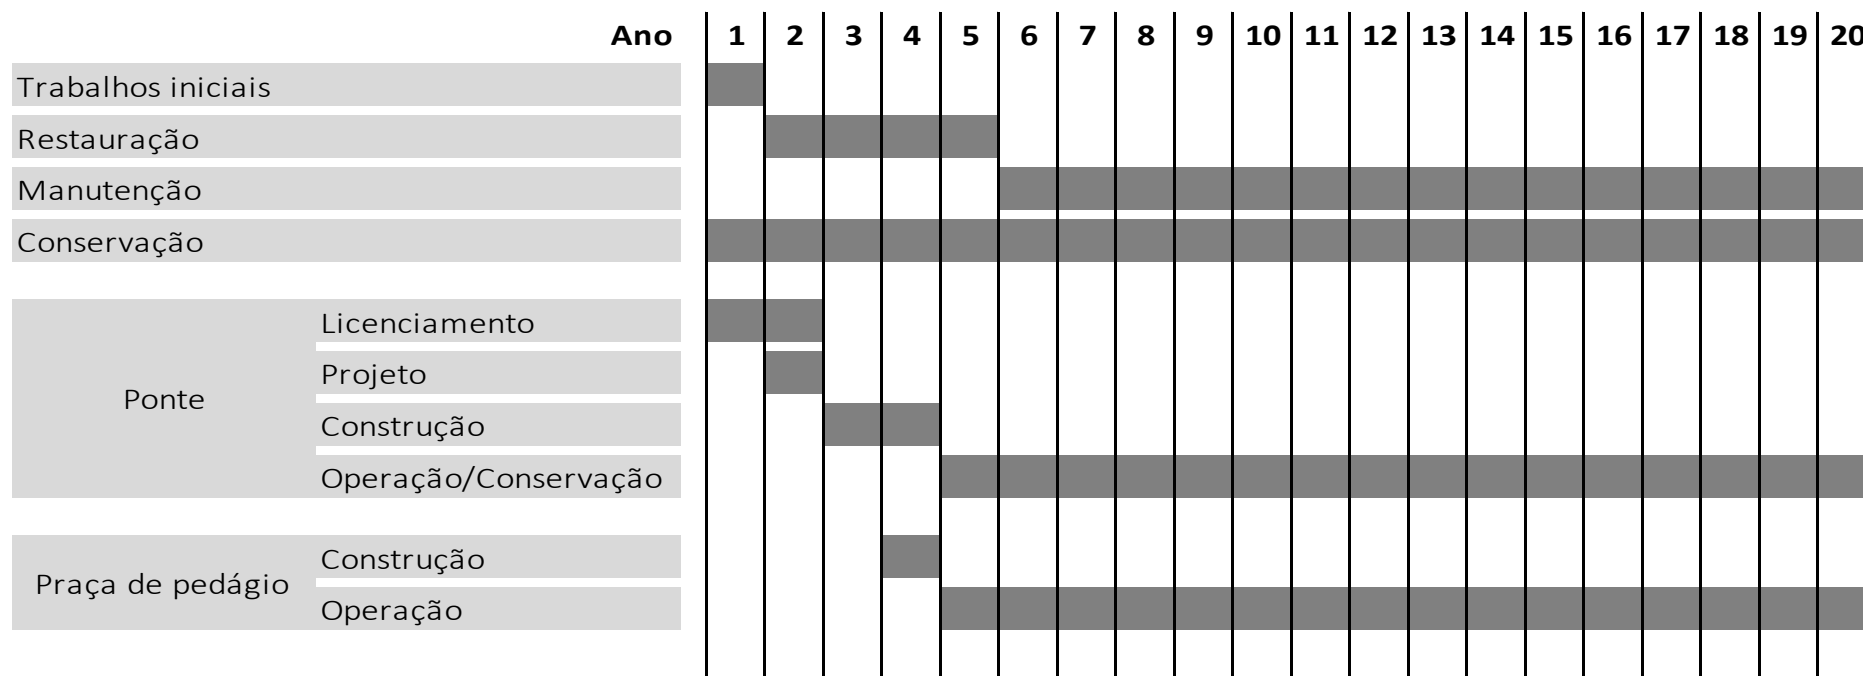 Ano 1 2 3 4 5 6 7 8 9 10 11 12 13 14 15 16 17 18 19 20
Trabalhos iniciais
Restauração
Manutenção
Conservação
Ponte
Licenciamento
Projeto
Construção
Operação/Conservação
Praça de pedágio
Construção
Operação